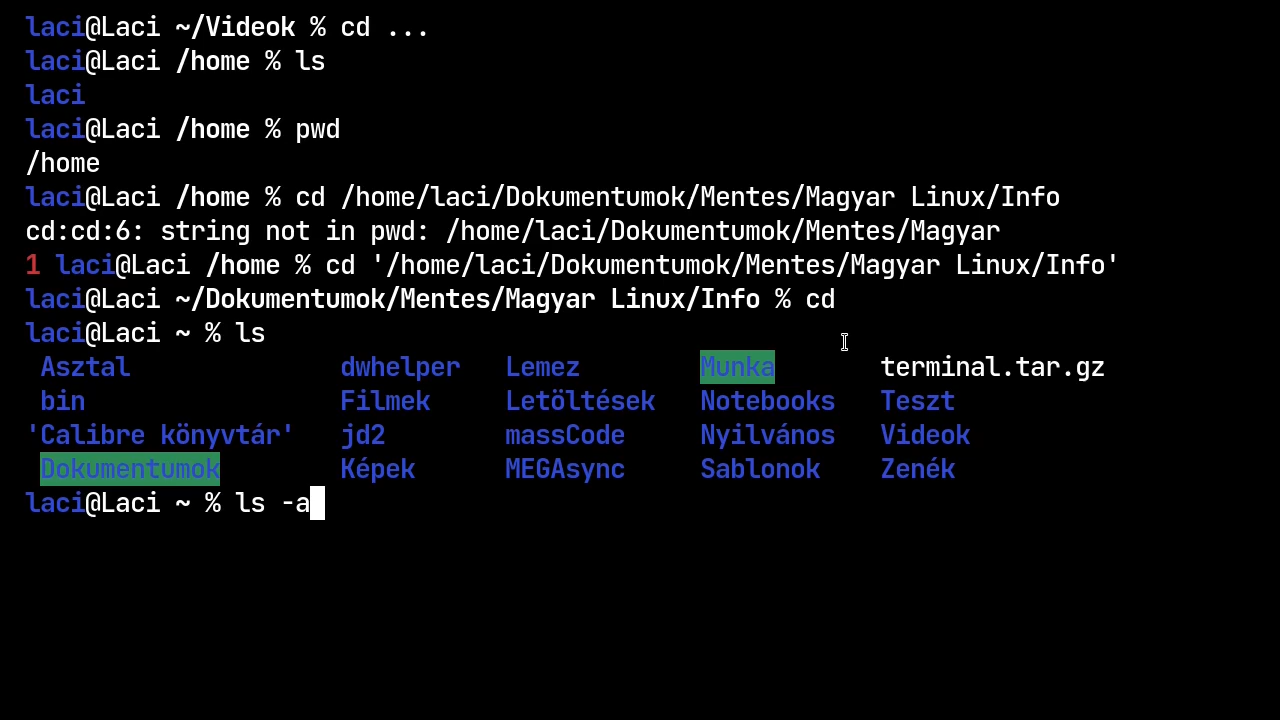 laci@Laci ~/Videok % cd ...
laci@Laci /home % ls
laci
laci@Laci /home % pwd
/home
laci@Laci /home % cd /home/laci/Dokumentumok/Mentes/Magyar Linux/Info
cd:cd:6: string not in pwd: /home/laci/Dokumentumok/Mentes/Magyar
1 laci@Laci /home % cd '/home/laci/Dokumentumok/Mentes/Magyar Linux/Info'
laci@Laci ~/Dokumentumok/Mentes/Magyar Linux/Info % cd
laci@Laci ~ % ls
Asztal dwhelper Lemez Munka terminal.tar.gz
bin Filmek Letöltések Notebooks Teszt
'Calibre könyvtár' jd2 massCode Nyilvános Videok
Dokumentumok Képek MEGAsync Sablonok Zenék
laci@Laci ~ % ls -a